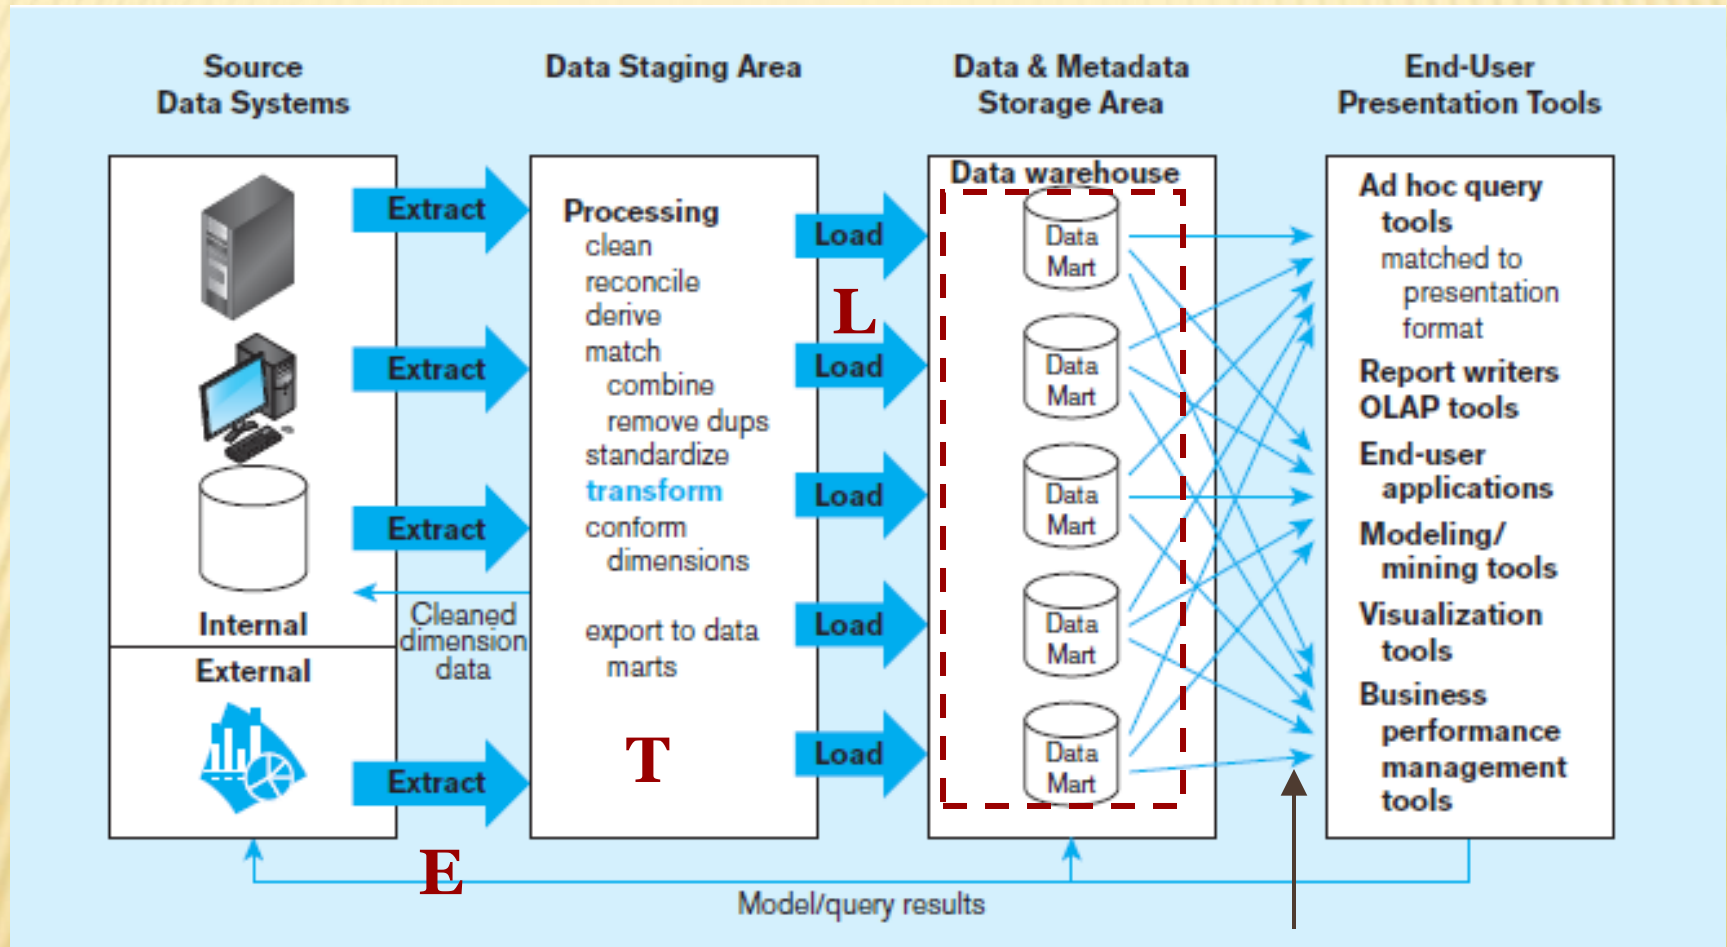 Source
Data Systems
Data Staging Area
Data & Metadata
Storage Area
End-User
Presentation Tools
Extract
Extract
Extract
Internal
Cleaned
dimension
data
External
Extract
E
Processing
clean
reconcile
derive
match
combine
remove dups
standardize
transform
conform
dimensions
export to data
marts
T
Load
L
Load
Load
Load
Load
Data warehouse
Data
Mart
Data
Mart
Data
Mart
Data
Mart
Data
Mart
Ad hoc query
tools
matched to
presentation
format
Report writers
OLAP tools
End-user
applications
Modeling/
mining tools
Visualization
tools
Business
performance
management
tools
Model/query results